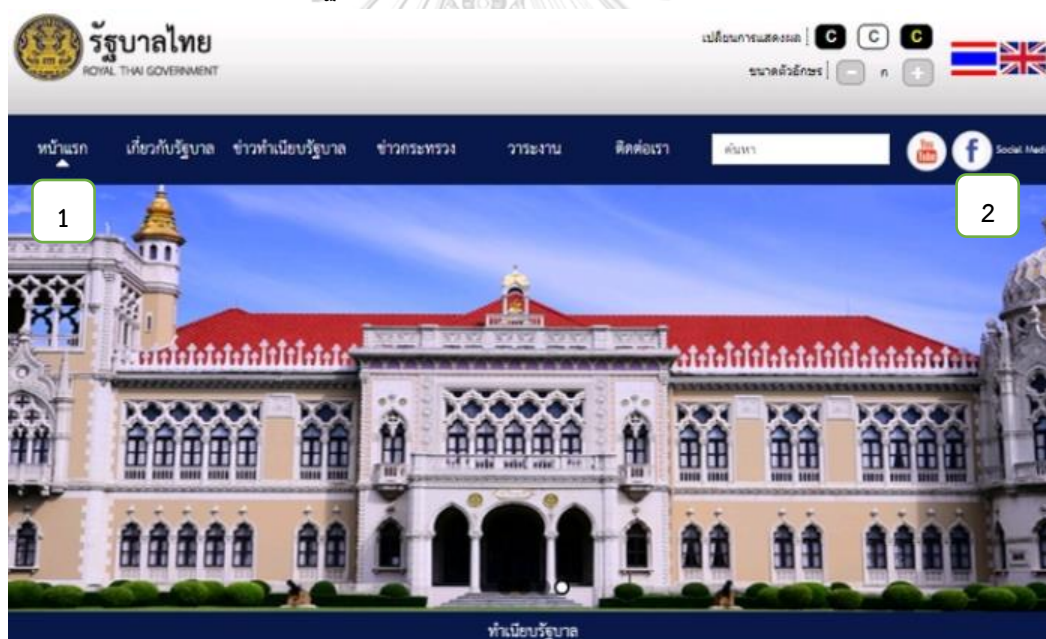 รัฐบาลไทย
ROYAL THAI GOVERNMENT
เปลี่ยนการแสดงผล | C C C
ขนาดตัวอักษร | - ก +
หน้าแรก เกี่ยวกับรัฐบาล ข่าวทำเนียบรัฐบาล ข่าวกระทรวง วาระงาน ติดต่อเรา ค้นหา You Tube f Social Medi
1
2
ทำเนียบรัฐบาล